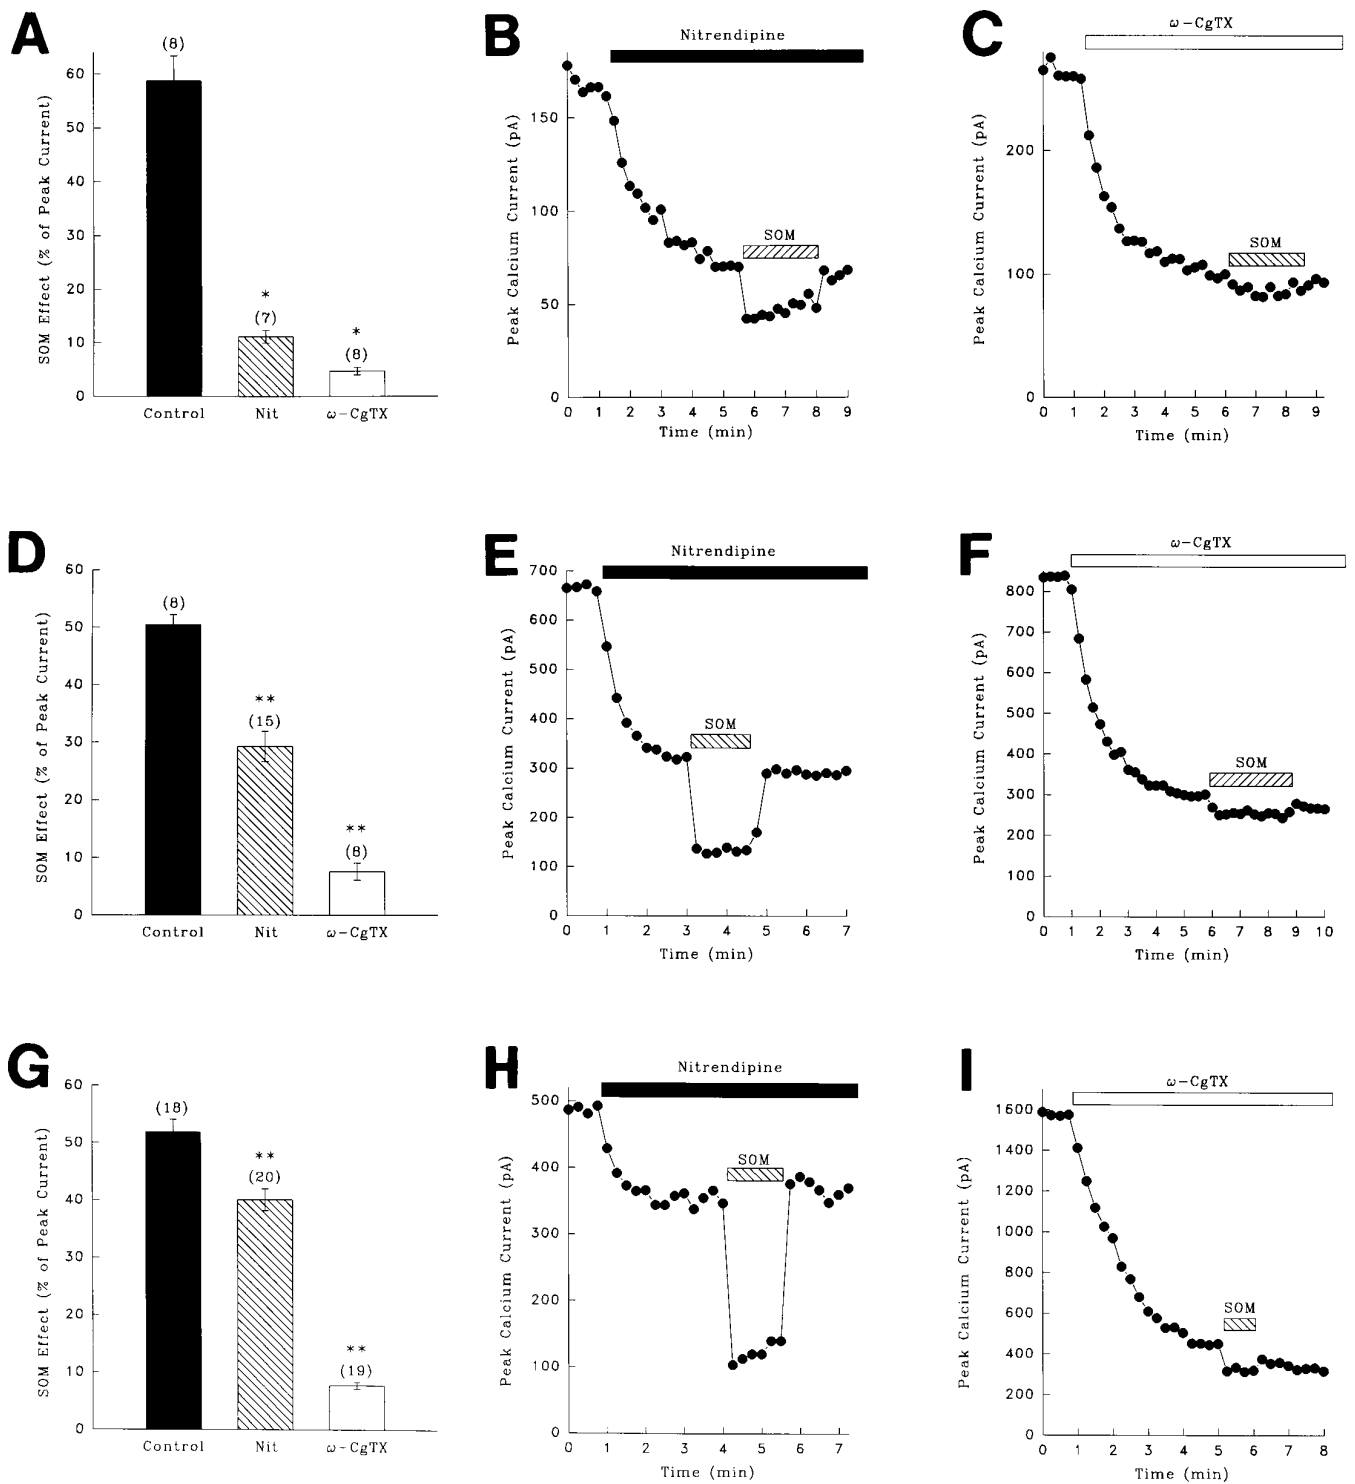 A
SOM Effect (% of Peak Current)
60
50
40
30
20
10
0
(8)
*
(7)
*
(8)
Control Nit ω-CgTX
B
Nitrendipine
Peak Calcium Current (pA)
150
100
50
0
SOM
0 1 2 3 4 5 6 7 8 9
Time (min)
C
ω-CgTX
Peak Calcium Current (pA)
200
100
0
SOM
0 1 2 3 4 5 6 7 8 9
Time (min)
D
SOM Effect (% of Peak Current)
60
50
40
30
20
10
0
(8)
**
(15)
**
(8)
Control Nit ω-CgTX
E
Nitrendipine
Peak Calcium Current (pA)
700
600
500
400
300
200
100
0
SOM
0 1 2 3 4 5 6 7
Time (min)
F
ω-CgTX
Peak Calcium Current (pA)
800
700
600
500
400
300
200
100
0
SOM
0 1 2 3 4 5 6 7 8 9 10
Time (min)
G
SOM Effect (% of Peak Current)
60
50
40
30
20
10
0
(18)
**
(20)
**
(19)
Control Nit ω-CgTX
H
Nitrendipine
Peak Calcium Current (pA)
500
400
300
200
100
0
SOM
0 1 2 3 4 5 6 7
Time (min)
I
ω-CgTX
Peak Calcium Current (pA)
1600
1400
1200
1000
800
600
400
200
0
SOM
0 1 2 3 4 5 6 7 8
Time (min)